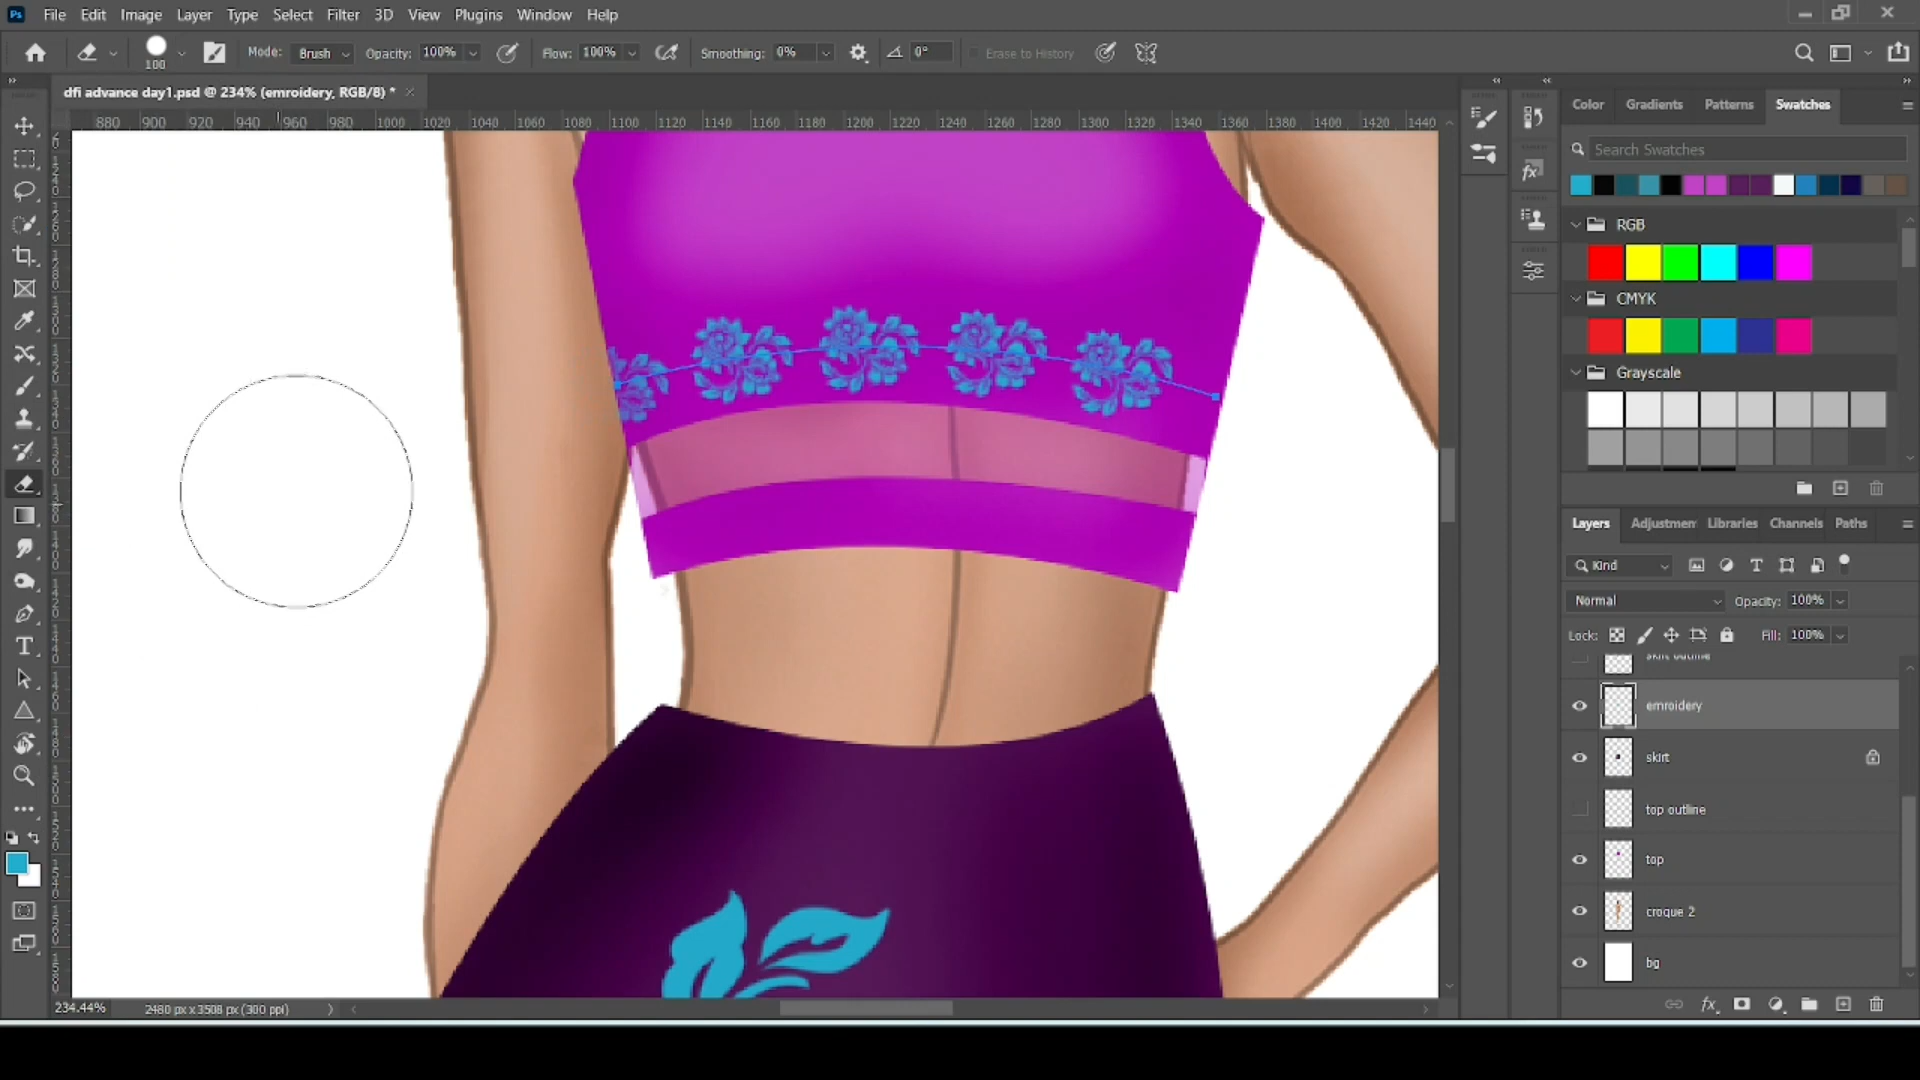 Ps File Edit Image Layer Type Select Filter 3D View Plugins Window Help
100 Mode: Brush Opacity: 100% Flow: 100% Smoothing: 0% 0° Erase to History
dfi advance day1.psd @ 234% (emroidery, RGB/8) *
880 900 920 940 960 980 1000 1020 1040 1060 1080 1100 1120 1140 1160 1180 1200 1220 1240 1260 1280 1300 1320 1340 1360 1380 1400 1420 1440
Color Gradients Patterns Swatches
Search Swatches
RGB
CMYK
Grayscale
Layers Adjustmen Libraries Channels Paths
Kind
Normal Opacity: 100%
Lock: Fill: 100%
skirt outline
emroidery
skirt
top outline
top
croque 2
bg
234.44% 2480 px x 3508 px (300 ppi)